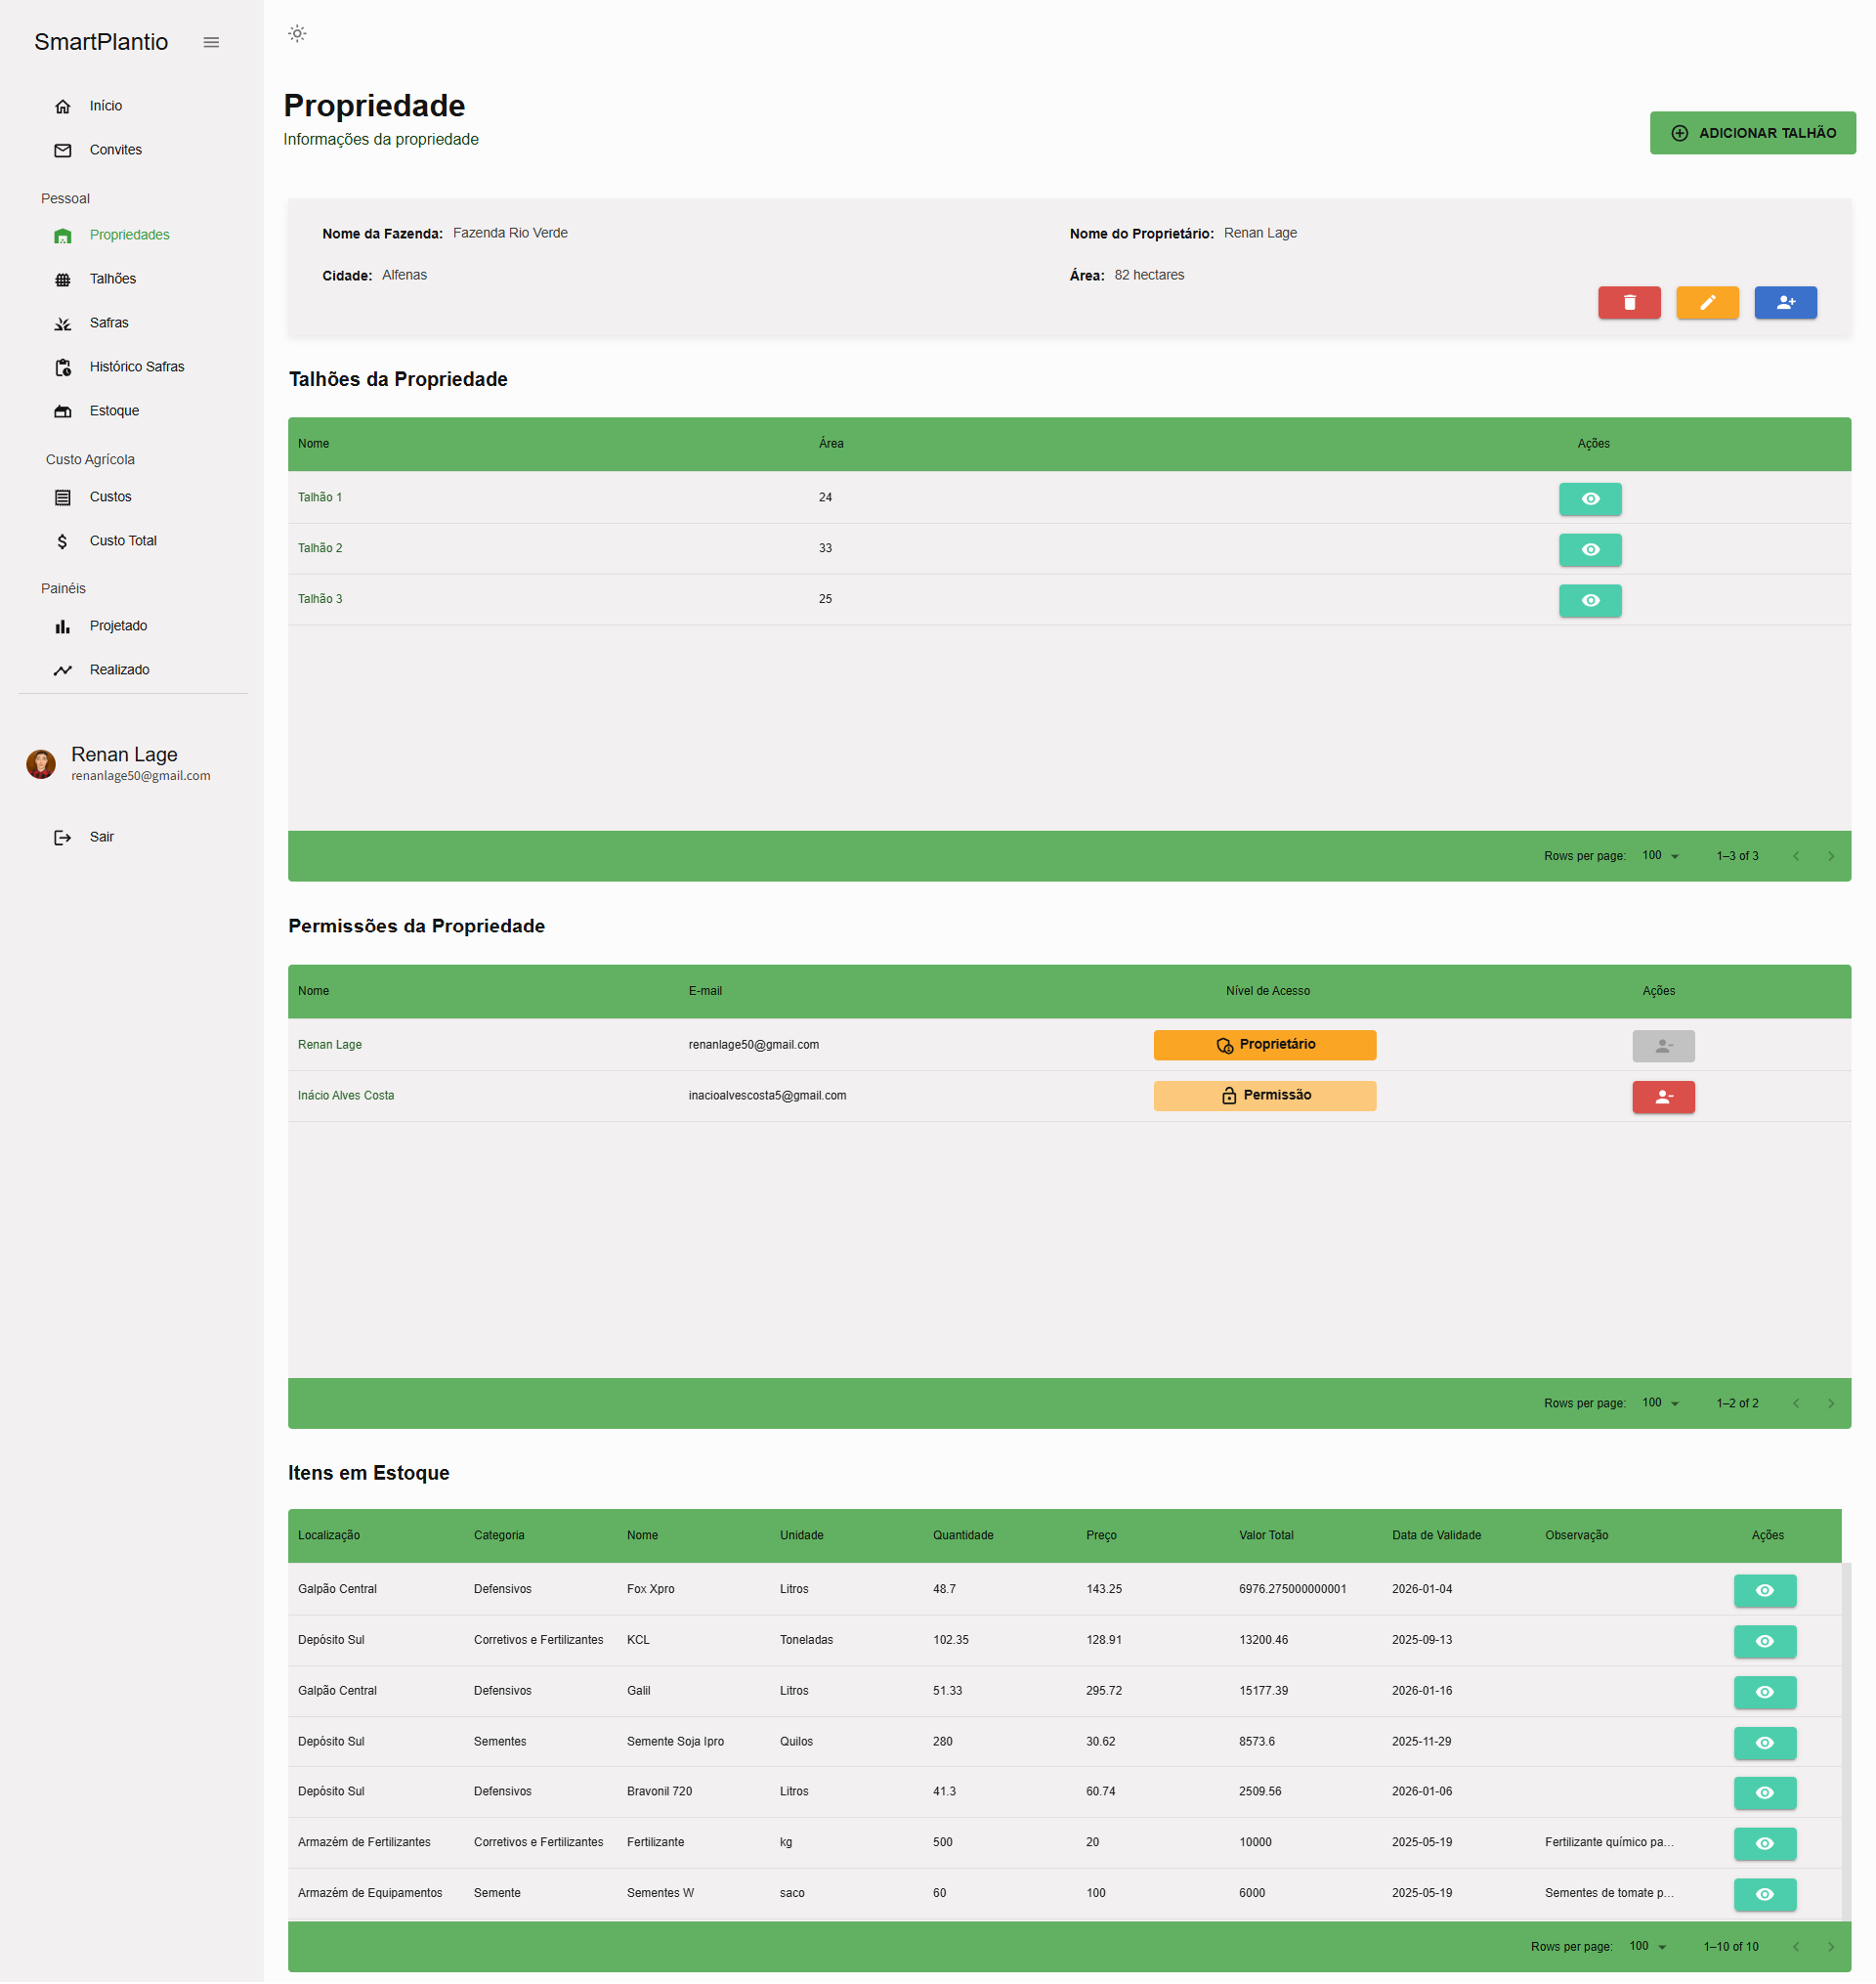 SmartPlantio
Início
Convites
Pessoal
Propriedades
Talhões
Safras
Histórico Safras
Estoque
Custo Agrícola
Custos
Custo Total
Painéis
Projetado
Realizado
Renan Lage
renanlage50@gmail.com
Sair
Propriedade
Informações da propriedade
ADICIONAR TALHÃO
Nome da Fazenda: Fazenda Rio Verde
Nome do Proprietário: Renan Lage
Cidade: Alfenas
Área: 82 hectares
Talhões da Propriedade
Nome Área Ações
Talhão 1 24
Talhão 2 33
Talhão 3 25
Rows per page: 100 1–3 of 3
Permissões da Propriedade
Nome E-mail Nível de Acesso Ações
Renan Lage renanlage50@gmail.com Proprietário
Inácio Alves Costa inacioalvescosta5@gmail.com Permissão
Rows per page: 100 1–2 of 2
Itens em Estoque
Localização Categoria Nome Unidade Quantidade Preço Valor Total Data de Validade Observação Ações
Galpão Central Defensivos Fox Xpro Litros 48.7 143.25 6976.275000000001 2026-01-04
Depósito Sul Corretivos e Fertilizantes KCL Toneladas 102.35 128.91 13200.46 2025-09-13
Galpão Central Defensivos Galil Litros 51.33 295.72 15177.39 2026-01-16
Depósito Sul Sementes Semente Soja Ipro Quilos 280 30.62 8573.6 2025-11-29
Depósito Sul Defensivos Bravonil 720 Litros 41.3 60.74 2509.56 2026-01-06
Armazém de Fertilizantes Corretivos e Fertilizantes Fertilizante kg 500 20 10000 2025-05-19 Fertilizante químico pa...
Armazém de Equipamentos Semente Sementes W saco 60 100 6000 2025-05-19 Sementes de tomate p...
Rows per page: 100 1–10 of 10